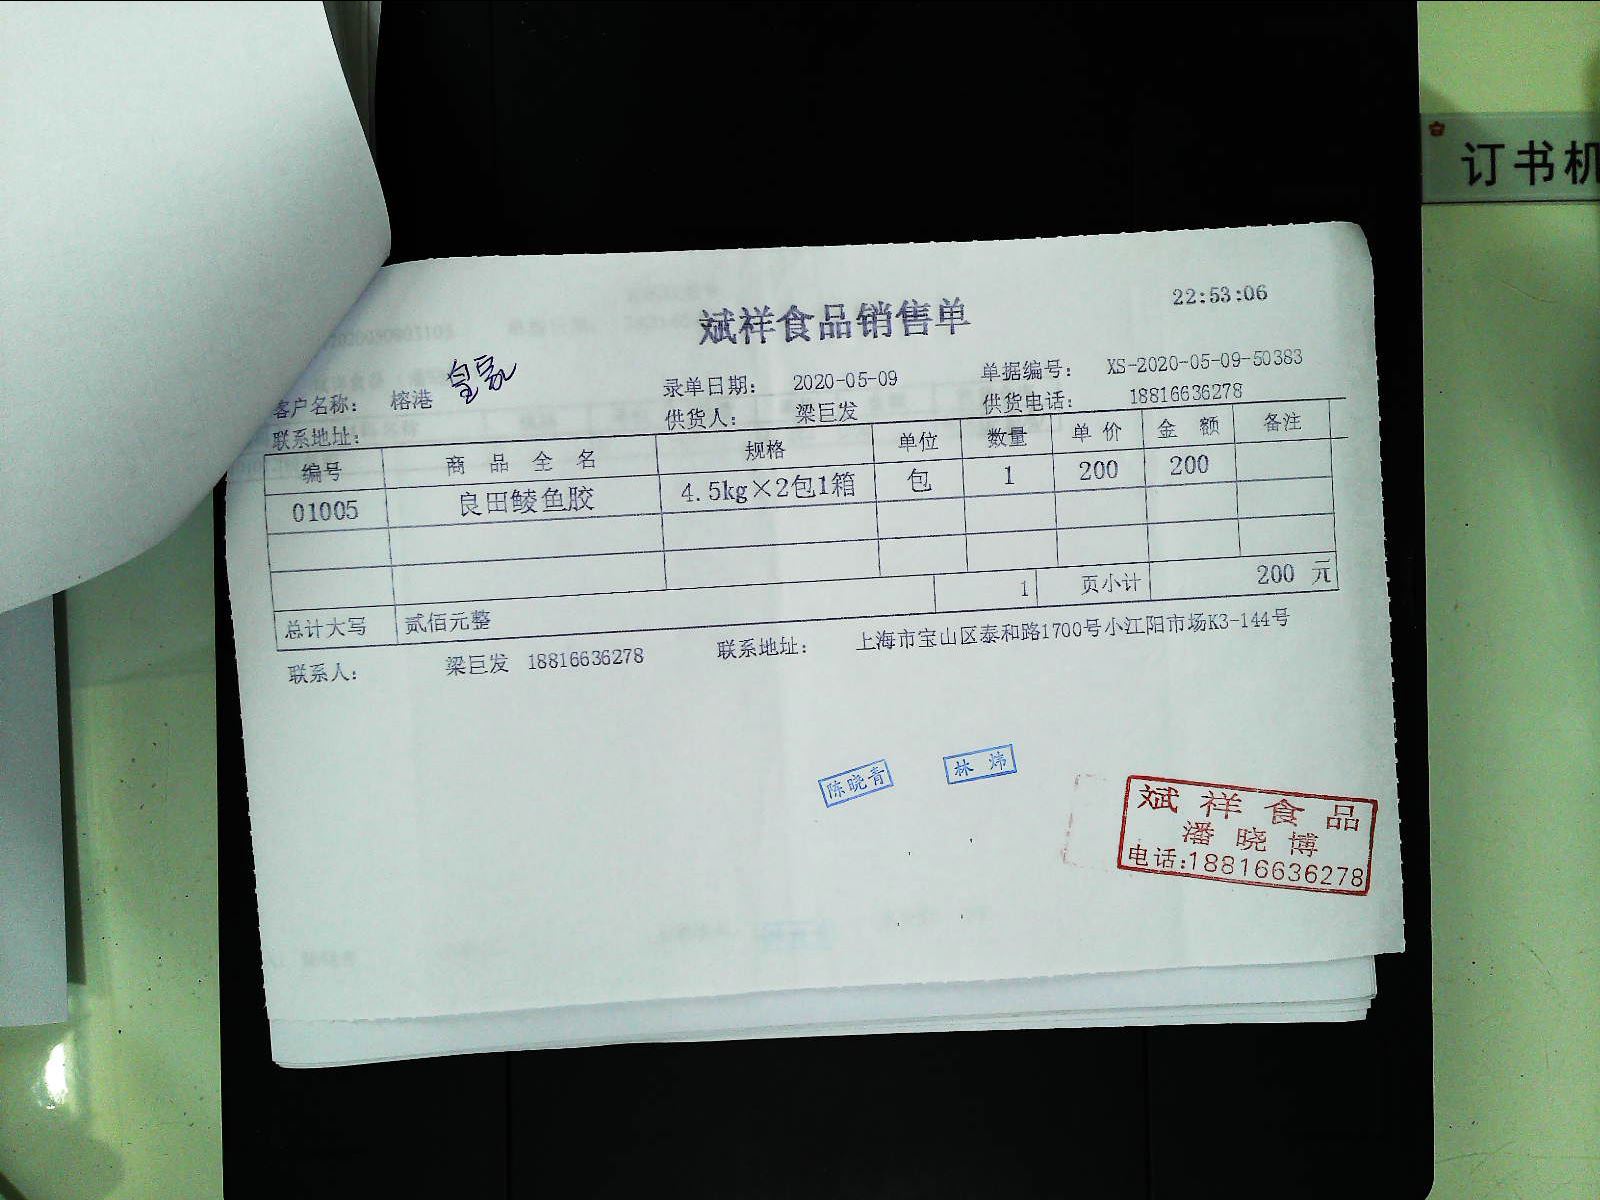 订书机
22:53:06
斌祥食品销售单
客户名称： 榕港 皇家 录单日期： 2020-05-09 单据编号： XS-2020-05-09-50383
联系地址： 供货人： 梁巨发 供货电话： 18816636278
编号 商品全名 规格 单位 数量 单价 金额 备注
01005 良田鲮鱼胶 4.5kg×2包1箱 包 1 200 200
1 页小计 200 元
总计大写 贰佰元整
联系人： 梁巨发 18816636278 联系地址： 上海市宝山区泰和路1700号小江阳市场K3-144号
陈晓青 林炜
斌祥食品
潘晓博
电话:18816636278